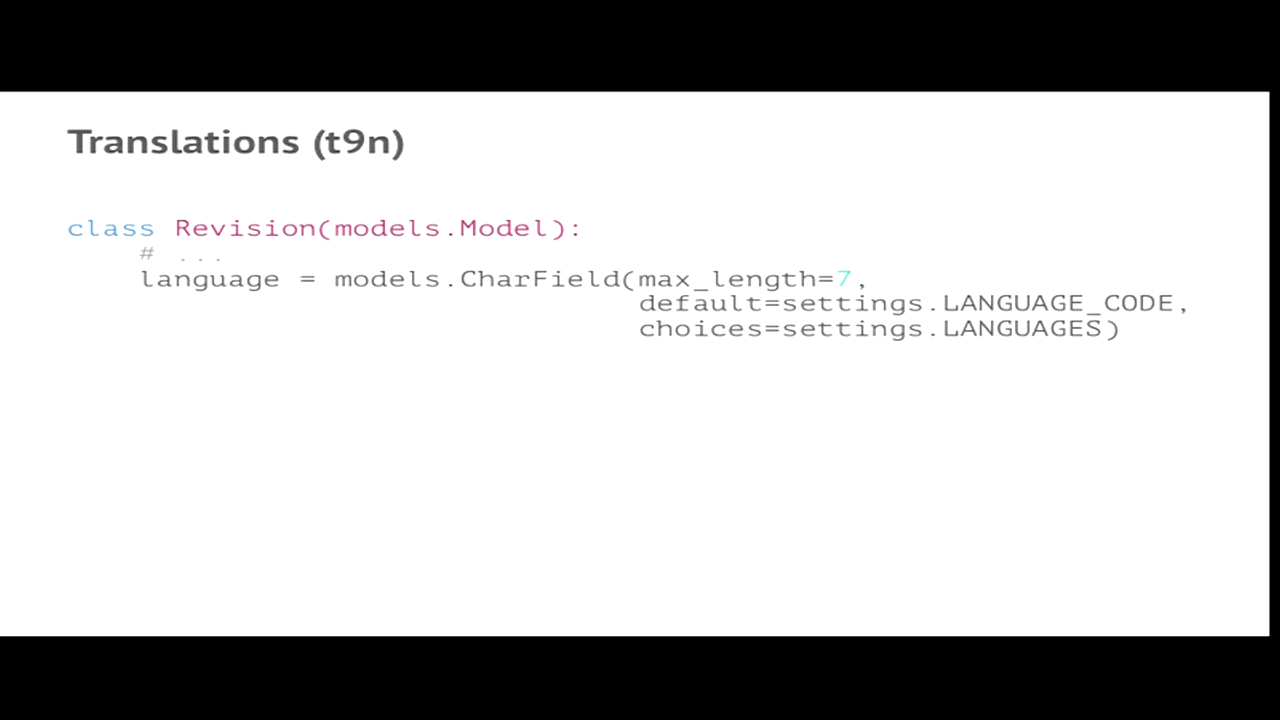 Translations (t9n)
class Revision(models.Model):
# ...
language = models.CharField(max_length=7,
default=settings.LANGUAGE_CODE,
choices=settings.LANGUAGES)